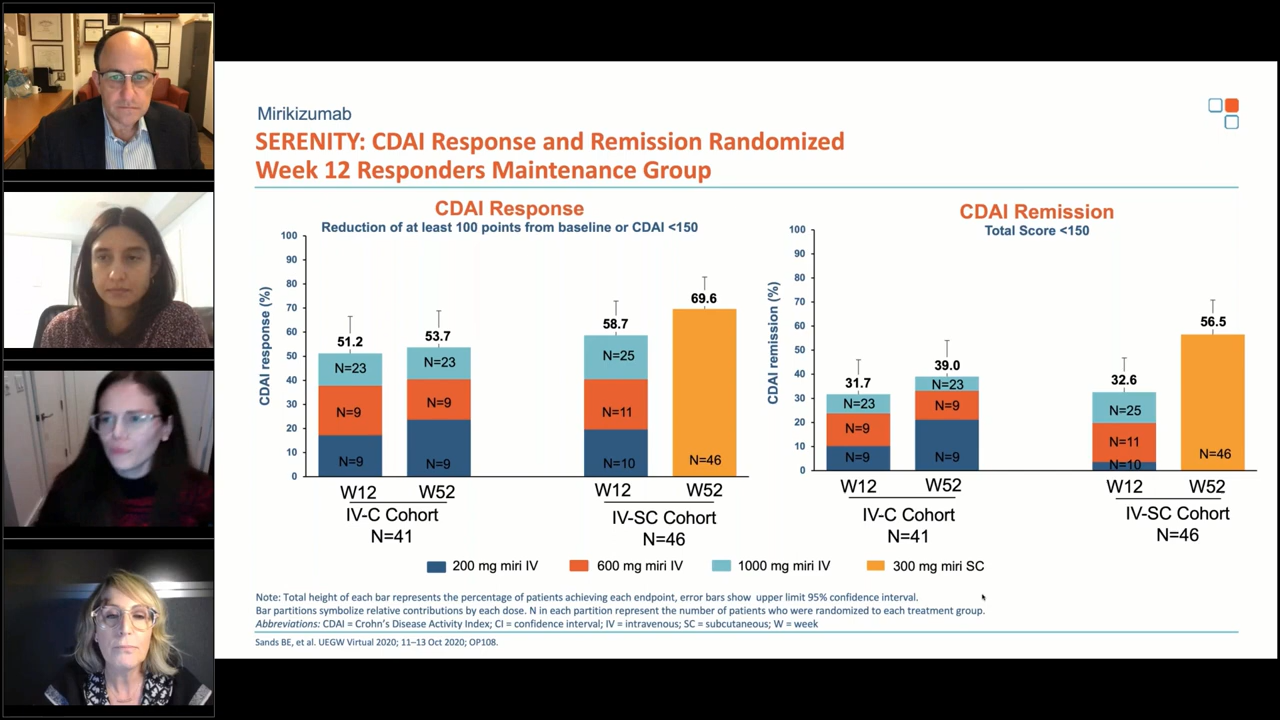 Mirikizumab
SERENITY: CDAI Response and Remission Randomized
Week 12 Responders Maintenance Group
CDAI Response
Reduction of at least 100 points from baseline or CDAI <150
CDAI response (%)
100
90
80
70
60
50
40
30
20
10
0
51.2
N=23
N=9
N=9
53.7
N=23
N=9
N=9
58.7
N=25
N=11
N=10
69.6
N=46
W12
W52
W12
W52
IV-C Cohort
N=41
IV-SC Cohort
N=46
CDAI Remission
Total Score <150
CDAI remission (%)
100
90
80
70
60
50
40
30
20
10
0
31.7
N=23
N=9
N=9
39.0
N=23
N=9
N=9
32.6
N=25
N=11
N=10
56.5
N=46
W12
W52
W12
W52
IV-C Cohort
N=41
IV-SC Cohort
N=46
200 mg miri IV
600 mg miri IV
1000 mg miri IV
300 mg miri SC
Note: Total height of each bar represents the percentage of patients achieving each endpoint, error bars show upper limit 95% confidence interval.
Bar partitions symbolize relative contributions by each dose. N in each partition represent the number of patients who were randomized to each treatment group.
Abbreviations: CDAI = Crohn's Disease Activity Index; CI = confidence interval; IV = intravenous; SC = subcutaneous; W = week
Sands BE, et al. UEGW Virtual 2020; 11–13 Oct 2020; OP108.